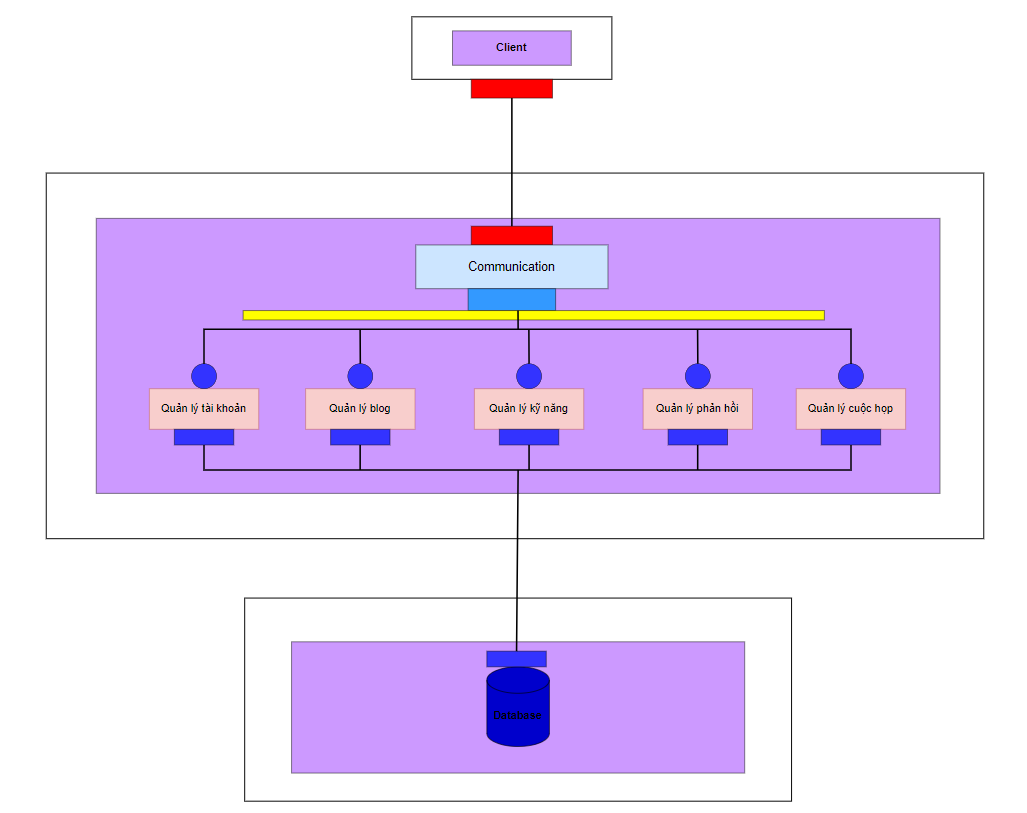 Client
Communication
Quản lý tài khoản
Quản lý blog
Quản lý kỹ năng
Quản lý phản hồi
Quản lý cuộc họp
Database